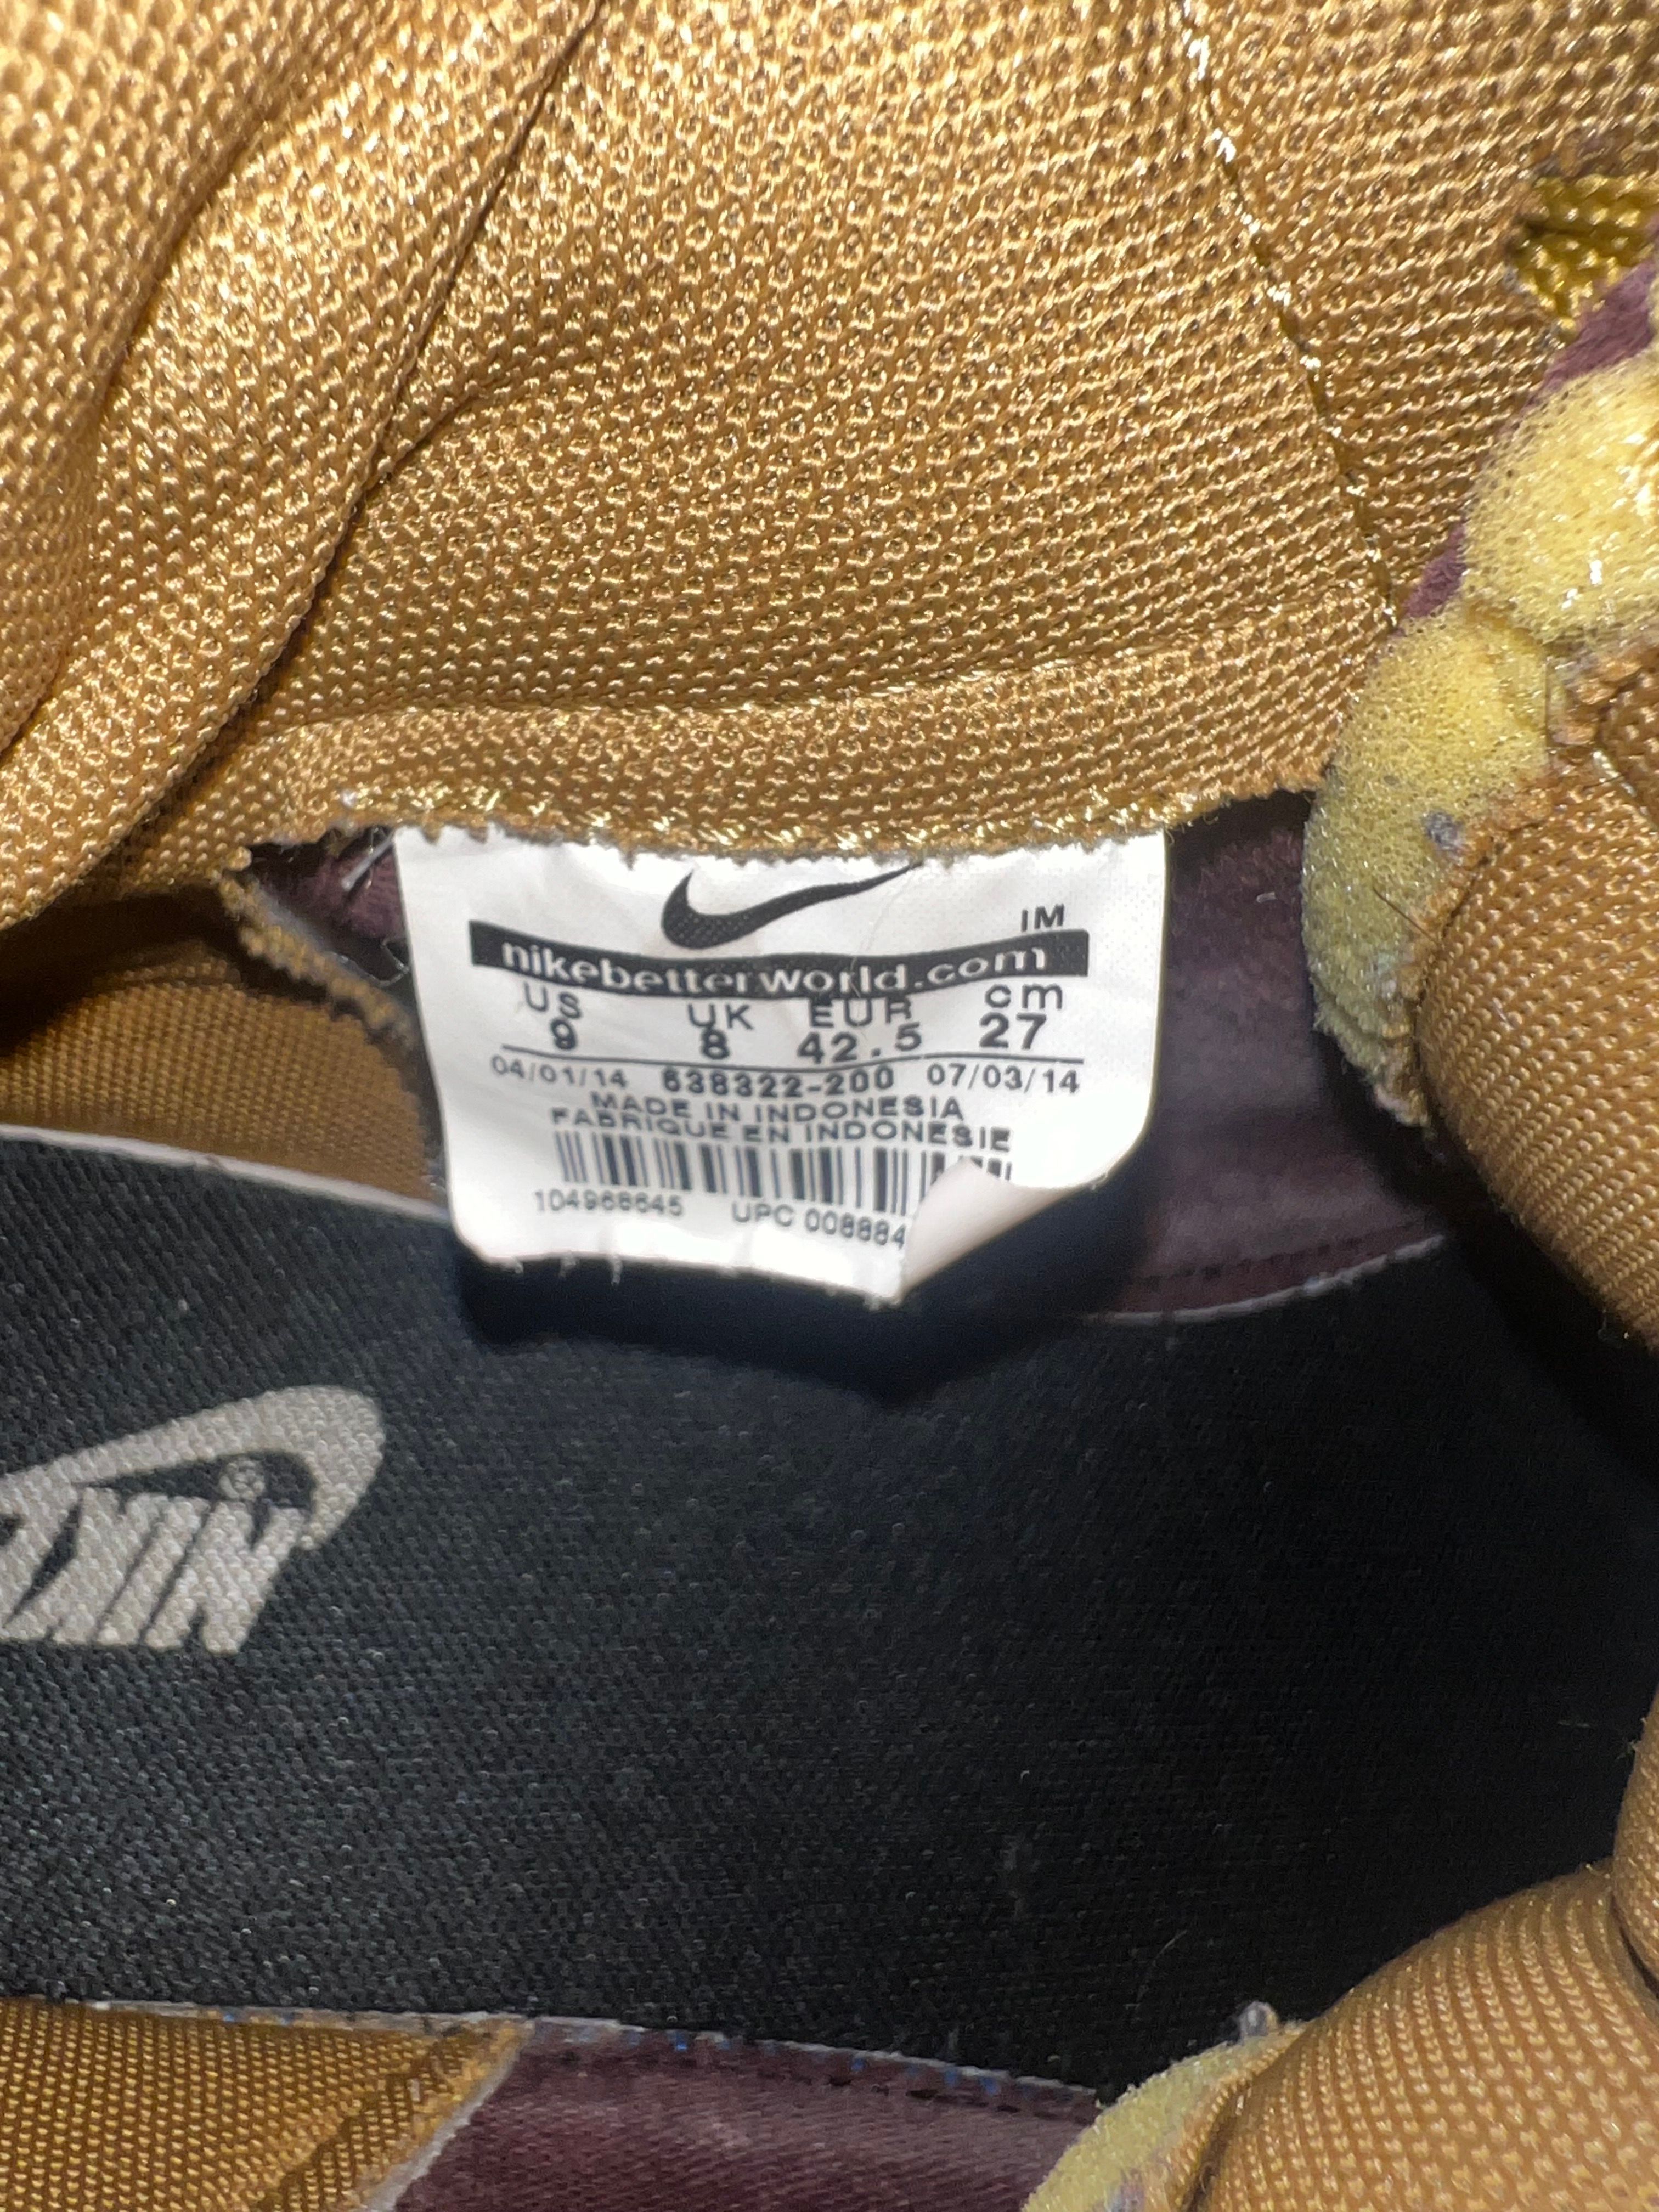 IM
nikebetterworld.com
US UK EUR cm
9 8 42.5 27
04/01/14 638322-200 07/03/14
MADE IN INDONESIA
FABRIQUE EN INDONESIE
104968645 UPC 008884
NIKE